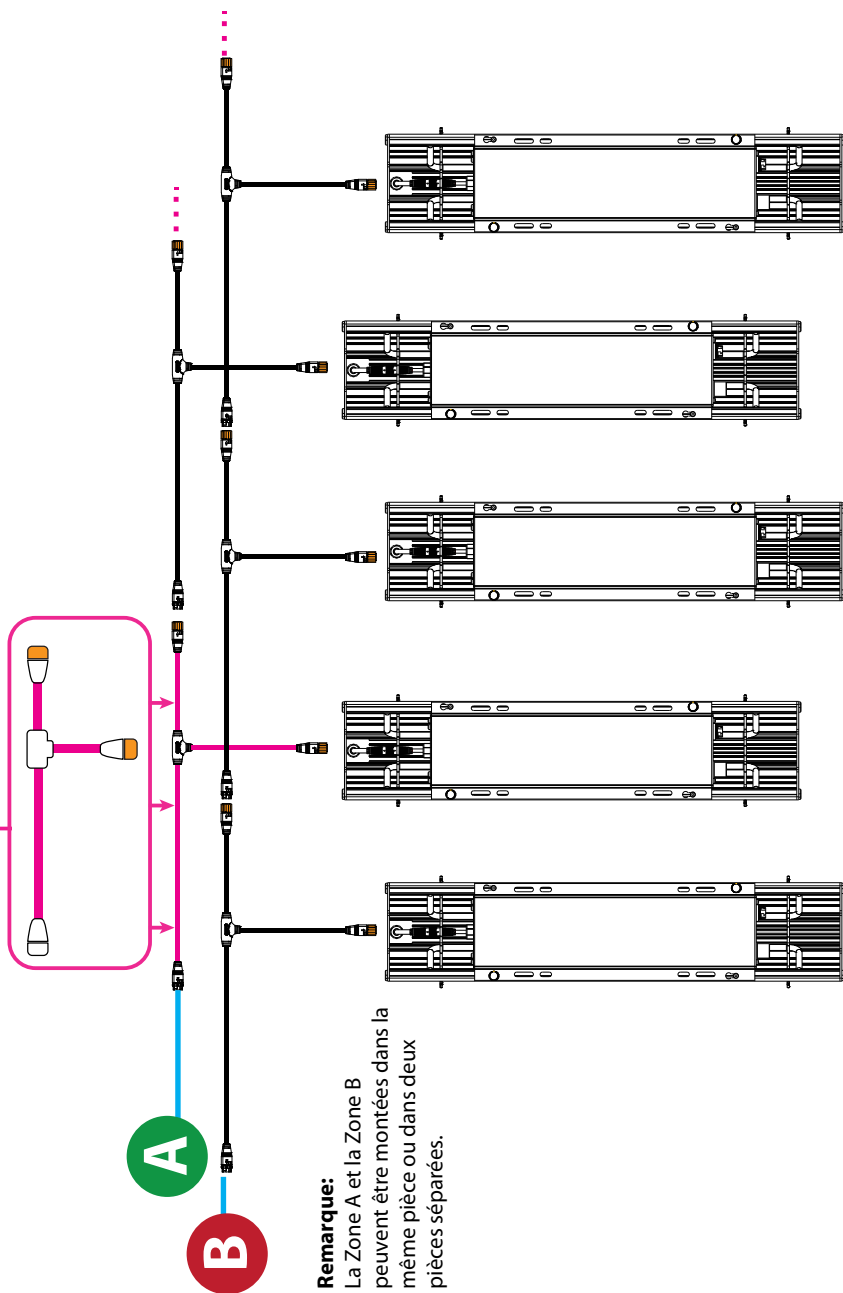 A
B
Remarque:
La Zone A et la Zone B
peuvent être montées dans la
même pièce ou dans deux
pièces séparées.